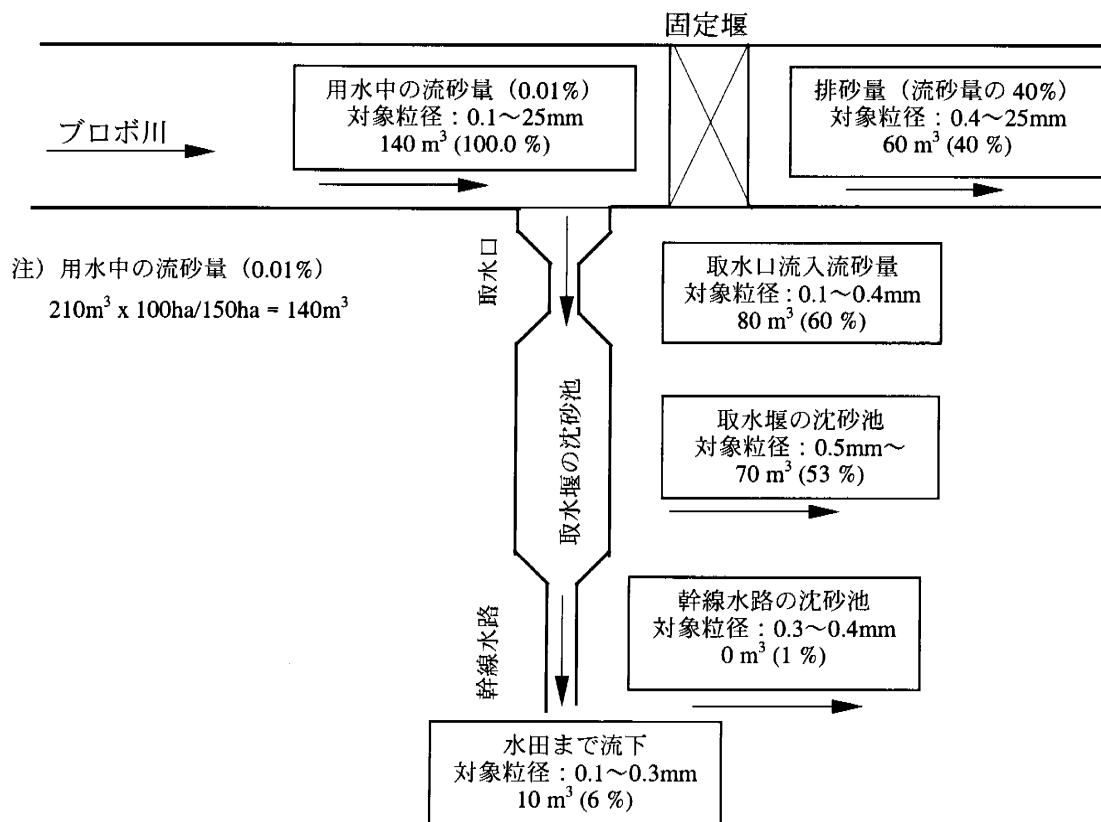 固定堰
用水中の流砂量(0.01%)
対象粒径:0.1~25mm
140 m³ (100.0 %)
排砂量(流砂量の 40%)
対象粒径:0.4~25mm
60 m³ (40 %)
ブロボ川
注)用水中の流砂量(0.01%)
210m³ x 100ha/150ha = 140m³
取水口
取水口流入流砂量
対象粒径:0.1~0.4mm
80 m³ (60 %)
取水堰の沈砂池
取水堰の沈砂池
対象粒径:0.5mm~
70 m³ (53 %)
幹線水路
幹線水路の沈砂池
対象粒径:0.3~0.4mm
0 m³ (1 %)
水田まで流下
対象粒径:0.1~0.3mm
10 m³ (6 %)